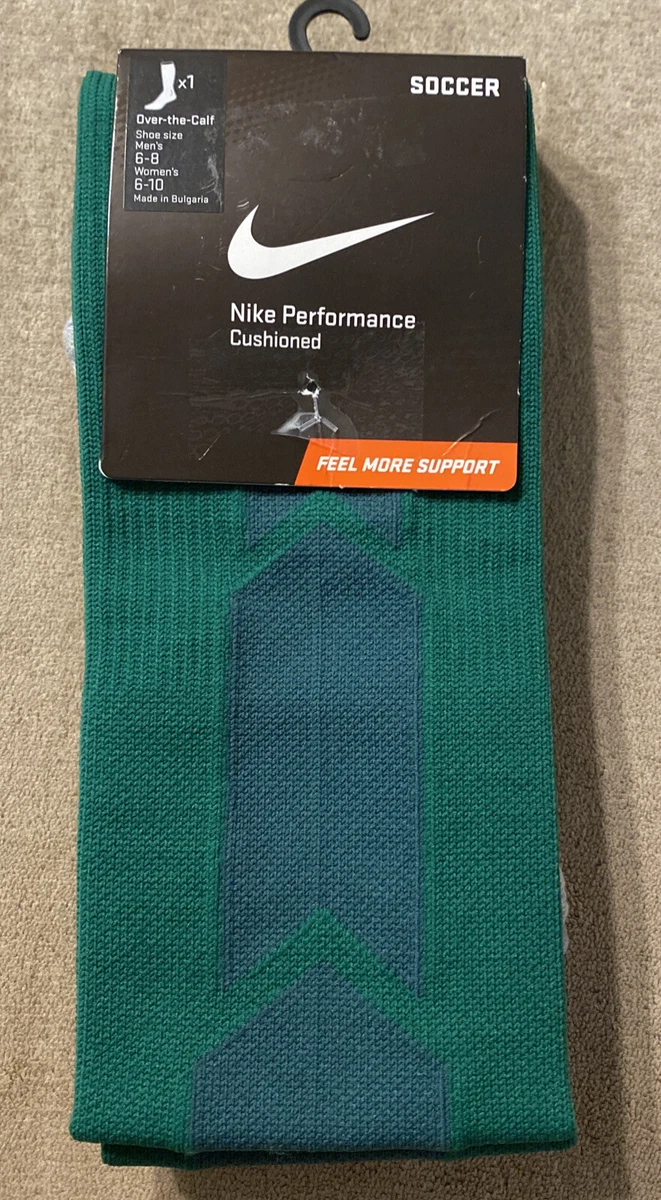 x1
SOCCER
Over-the-Calf
Shoe size
Men's
6-8
Women's
6-10
Made in Bulgaria
Nike Performance
Cushioned
FEEL MORE SUPPORT